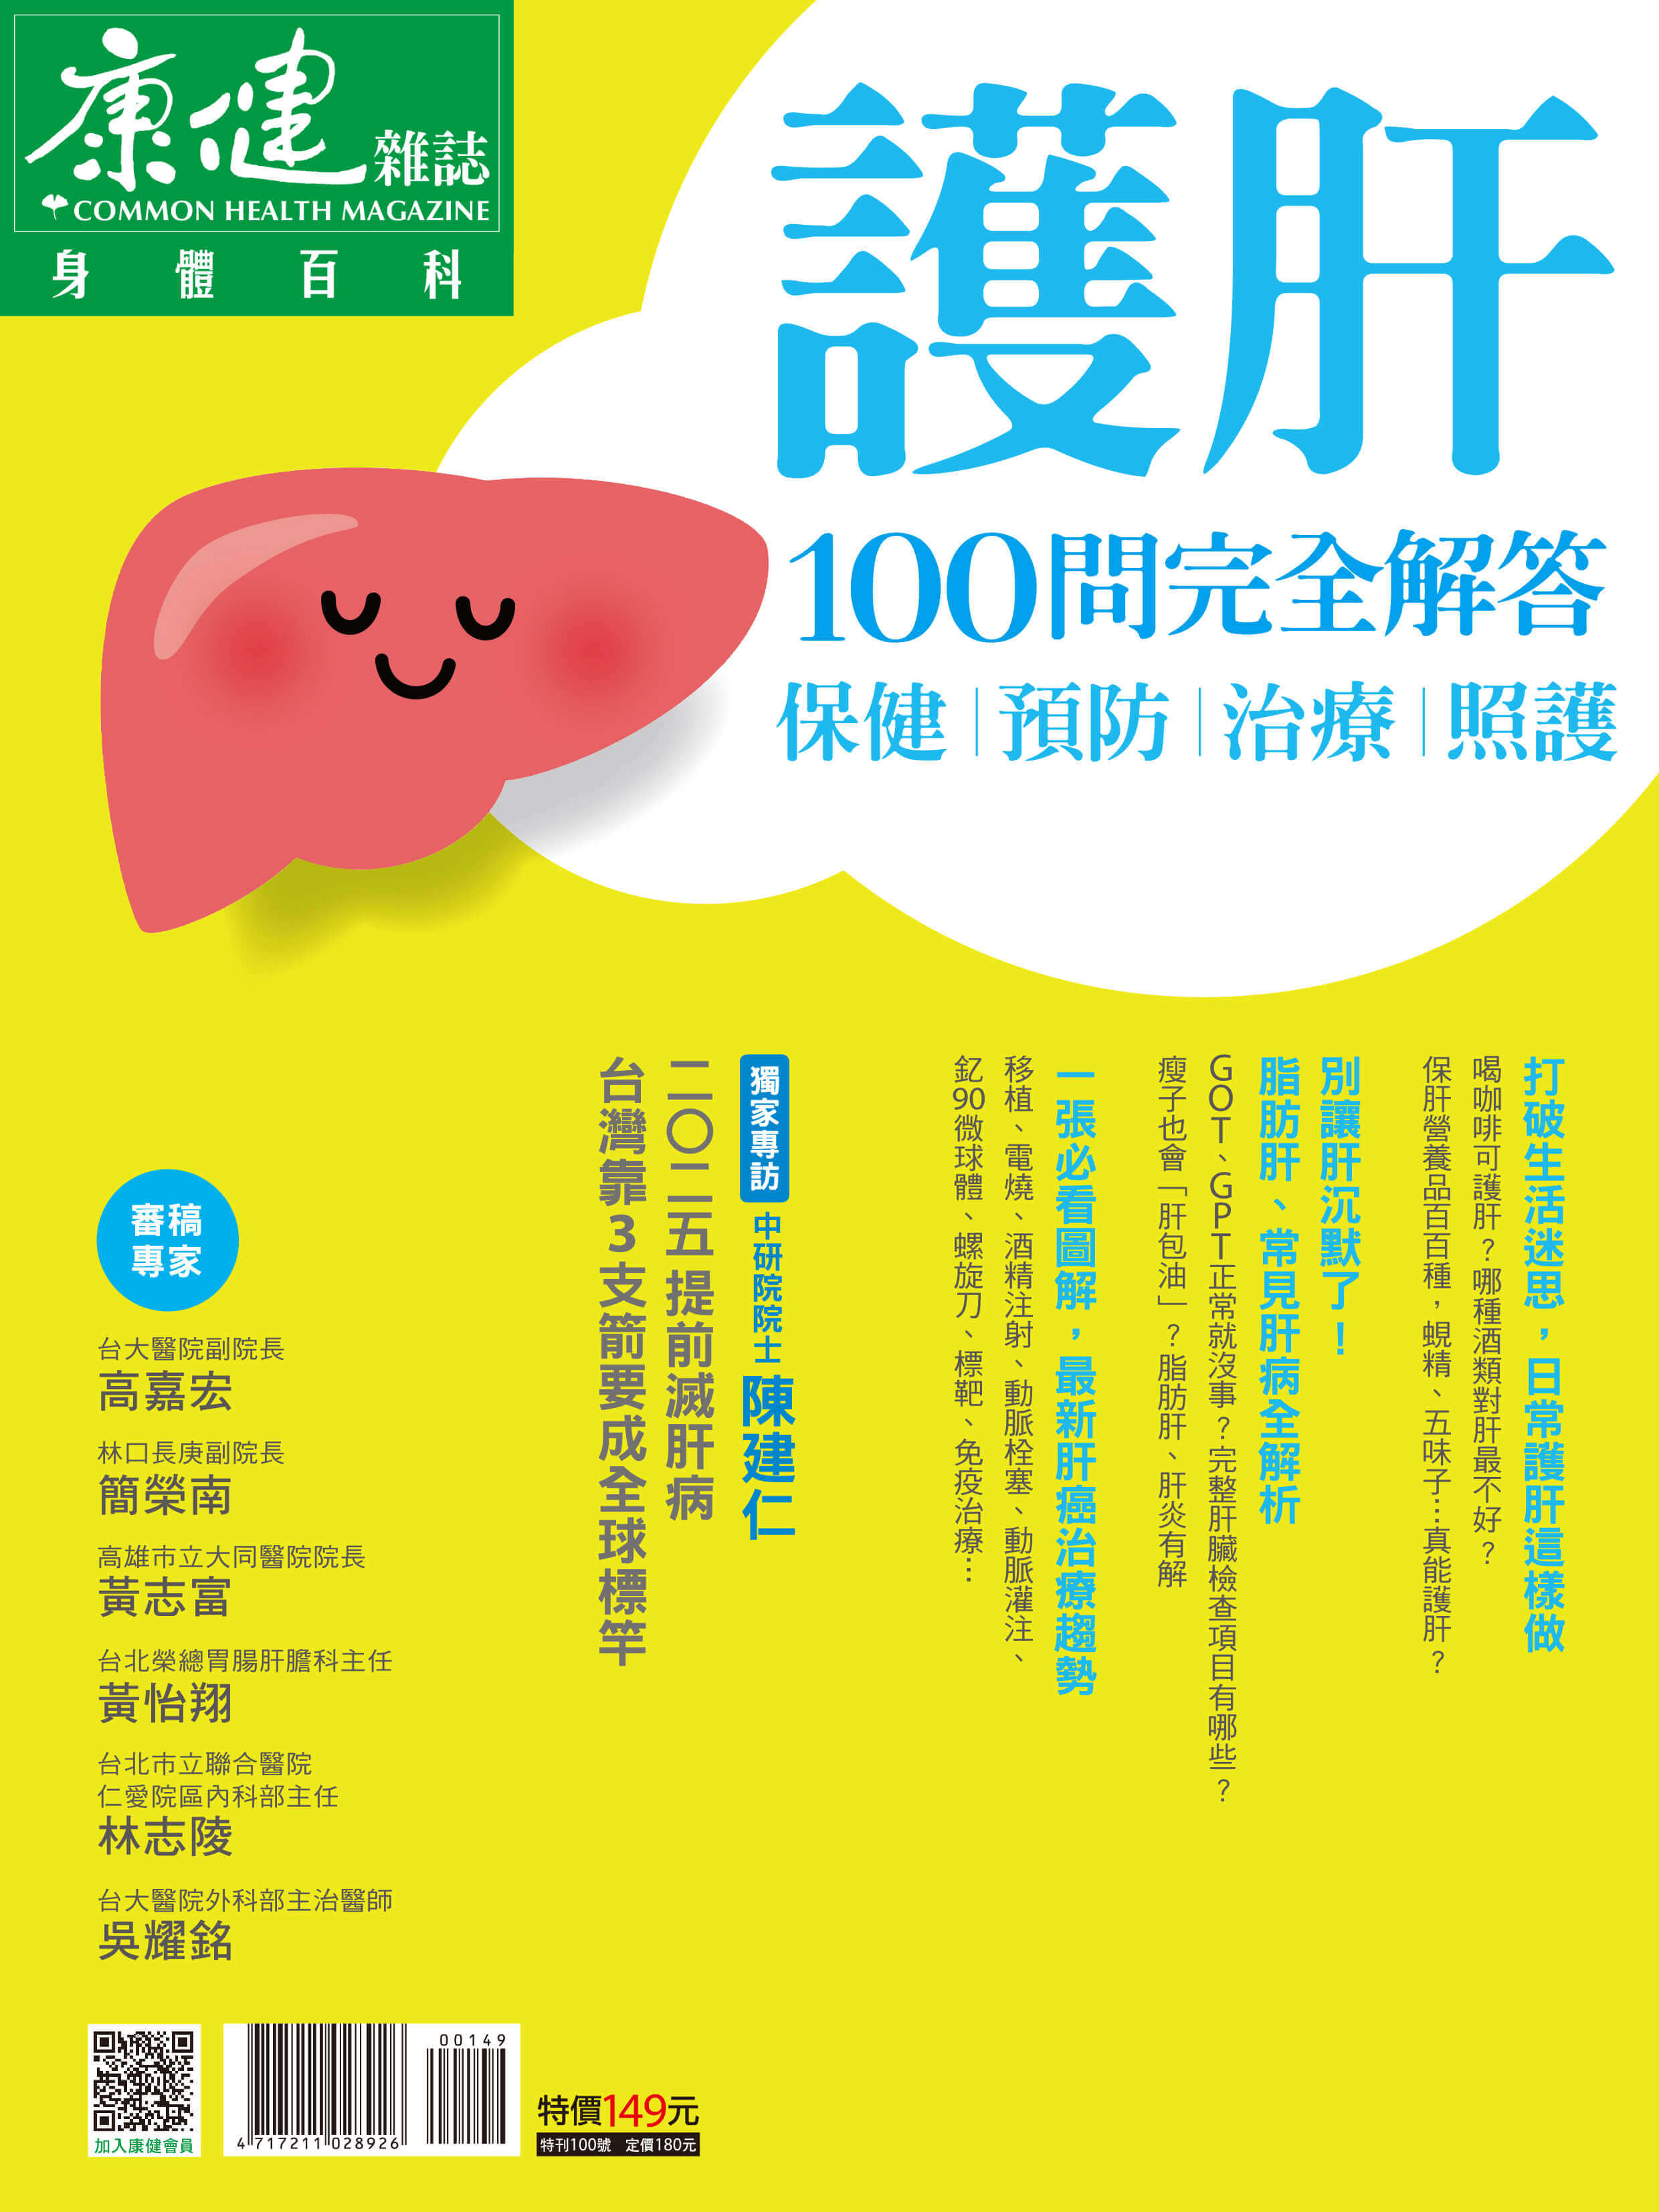 康健雜誌
COMMON HEALTH MAGAZINE
身體百科
護肝
100問完全解答
保健｜預防｜治療｜照護
打破生活迷思，日常護肝這樣做
喝咖啡可護肝？哪種酒類對肝最不好？
保肝營養品百百種，蜆精、五味子…真能護肝？
別讓肝沉默了！
脂肪肝、常見肝病全解析
GOT、GPT正常就沒事？完整肝臟檢查項目有哪些？
瘦子也會「肝包油」？脂肪肝、肝炎有解
一張必看圖解，最新肝癌治療趨勢
移植、電燒、酒精注射、動脈栓塞、動脈灌注、
釔90微球體、螺旋刀、標靶、免疫治療…
獨家專訪 中研院院士 陳建仁
二〇二五提前滅肝病
台灣靠3支箭要成全球標竿
審稿
專家
台大醫院副院長
高嘉宏
林口長庚副院長
簡榮南
高雄市立大同醫院院長
黃志富
台北榮總胃腸肝膽科主任
黃怡翔
台北市立聯合醫院
仁愛院區內科部主任
林志陵
台大醫院外科部主治醫師
吳耀銘
加入康健會員
00149
4717211028926
特價149元
特刊100號 定價180元